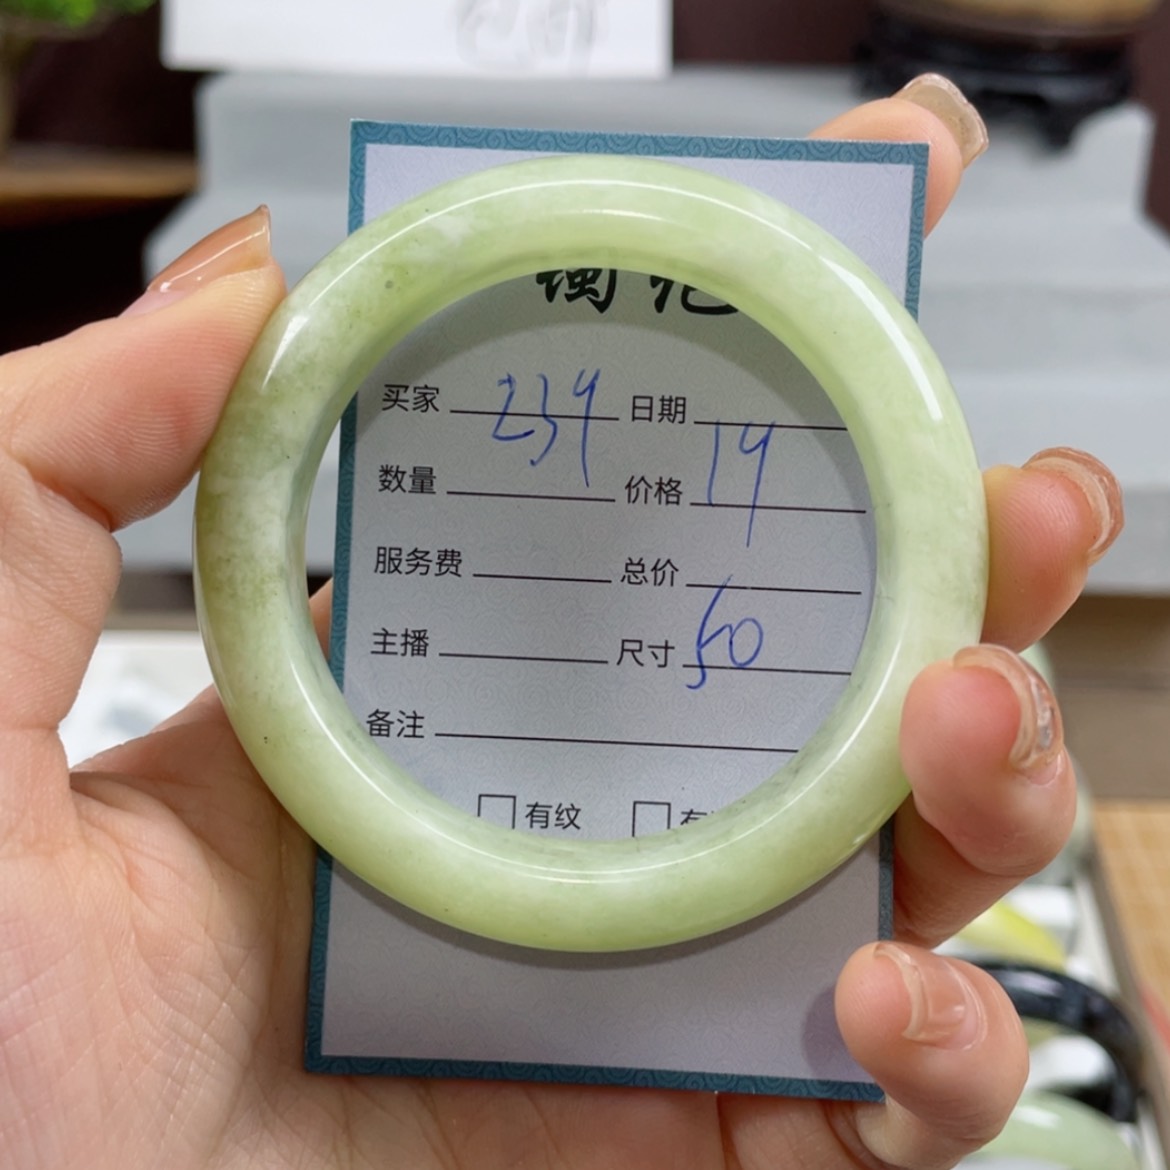 买家 239 日期
数量 价格 19
服务费 总价
主播 尺寸 50
备注
有纹